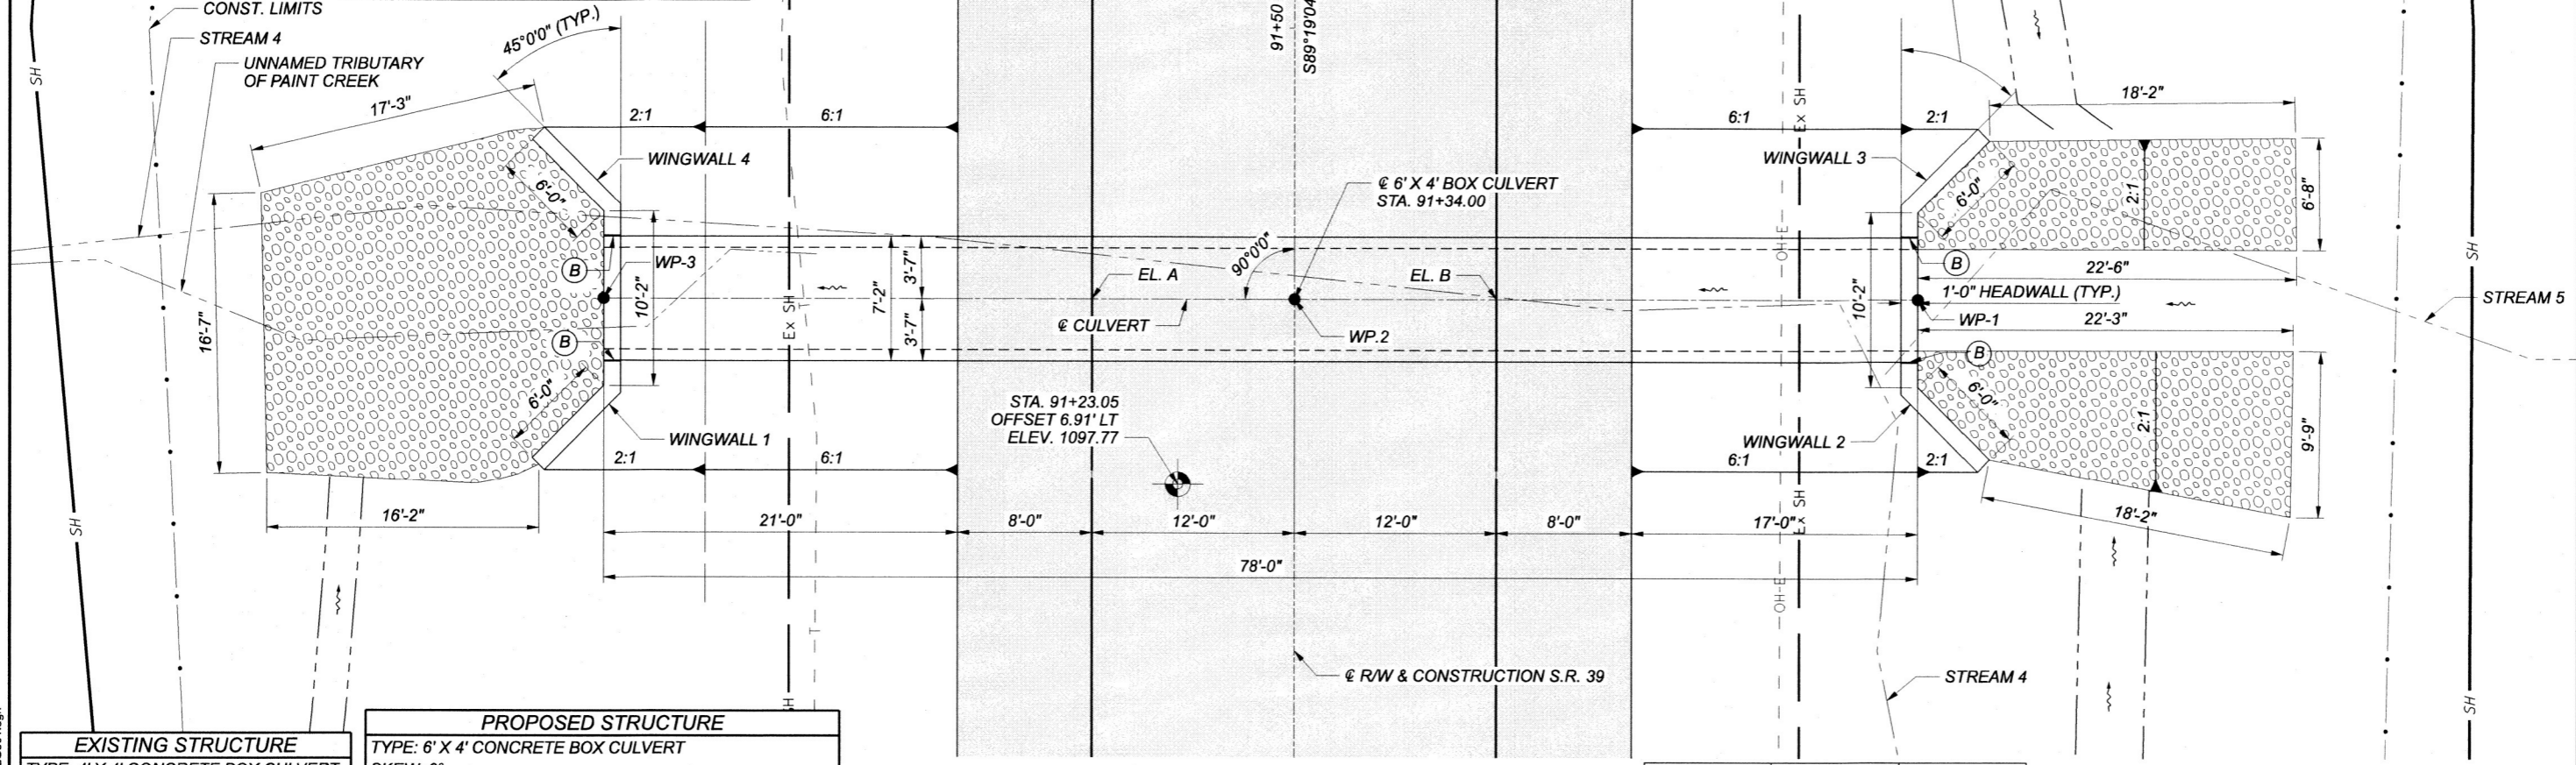 CONST. LIMITS
STREAM 4
UNNAMED TRIBUTARY
OF PAINT CREEK
45°0'0" (TYP.)
SH
17'-3"
2:1
6:1
WINGWALL 4
6'-0"
B
WP-3
10'-2"
7'-2"
3'-7"
3'-7"
16'-7"
B
6'-0"
WINGWALL 1
2:1
6:1
16'-2"
SH
Ex SH
T
21'-0"
8'-0"
12'-0"
12'-0"
8'-0"
17'-0"
78'-0"
91+50
S89°19'04
℄ 6' X 4' BOX CULVERT
STA. 91+34.00
90°0'0"
EL. A
EL. B
℄ CULVERT
WP.2
STA. 91+23.05
OFFSET 6.91' LT
ELEV. 1097.77
℄ R/W & CONSTRUCTION S.R. 39
6:1
2:1
Ex SH
OH-E
WINGWALL 3
18'-2"
6'-0"
2:1
6'-8"
B
22'-6"
1'-0" HEADWALL (TYP.)
WP-1
22'-3"
10'-2"
B
6'-0"
2:1
9'-9"
WINGWALL 2
6:1
2:1
18'-2"
Ex SH
OH-E
STREAM 4
STREAM 5
SH
SH
EXISTING STRUCTURE
PROPOSED STRUCTURE
TYPE: 6' X 4' CONCRETE BOX CULVERT